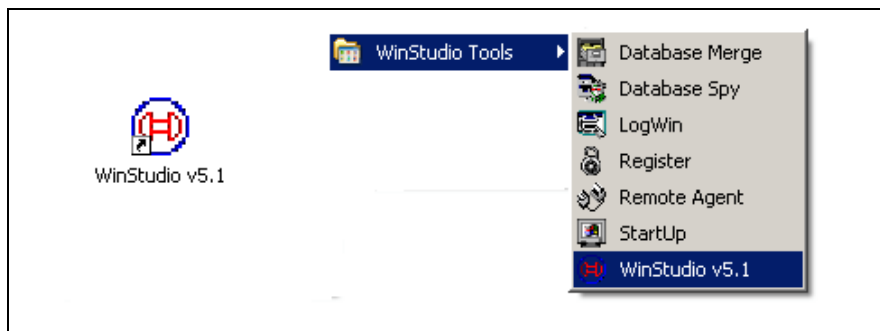 WinStudio v5.1
WinStudio Tools
Database Merge
Database Spy
LogWin
Register
Remote Agent
StartUp
WinStudio v5.1